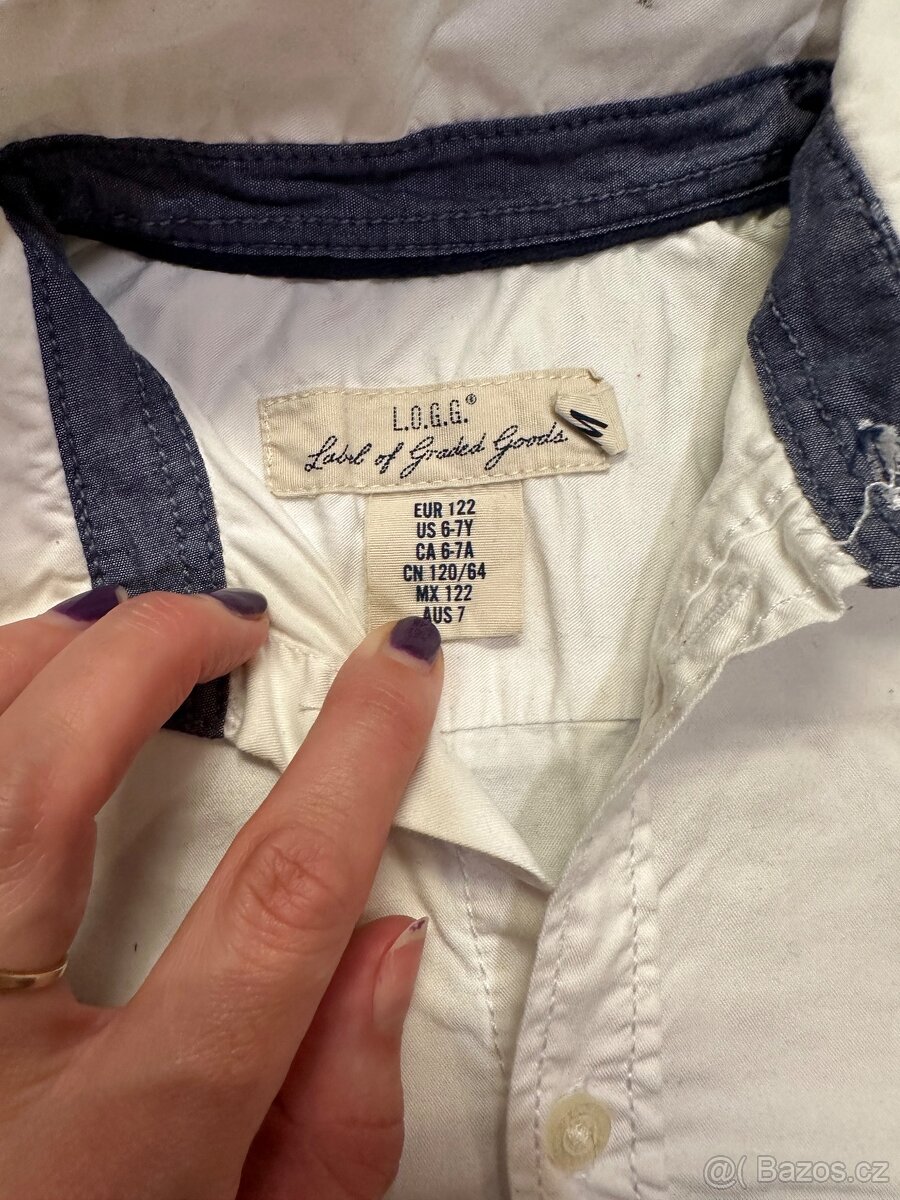 L.O.G.G.®
Label of Graded Goods
EUR 122
US 6-7Y
CA 6-7A
CN 120/64
MX 122
AUS 7
@( Bazos.cz